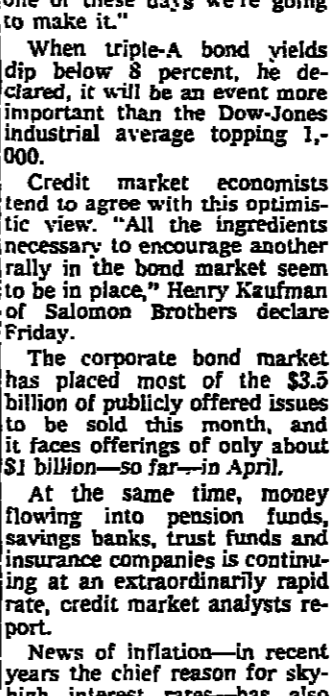 one of these days we're going
to make it."
When triple-A bond yields
dip below 8 percent, he de-
clared, it will be an event more
important than the Dow-Jones
industrial average topping 1,-
000.
Credit market economists
tend to agree with this optimis-
tic view. "All the ingredients
necessary to encourage another
rally in the bond market seem
to be in place," Henry Kaufman
of Salomon Brothers declare
Friday.
The corporate bond market
has placed most of the $3.5
billion of publicly offered issues
to be sold this month, and
it faces offerings of only about
$1 billion—so far—in April.
At the same time, money
flowing into pension funds,
savings banks, trust funds and
insurance companies is continu-
ing at an extraordinarily rapid
rate, credit market analysts re-
port.
News of inflation—in recent
years the chief reason for sky-
high interest rates—has also